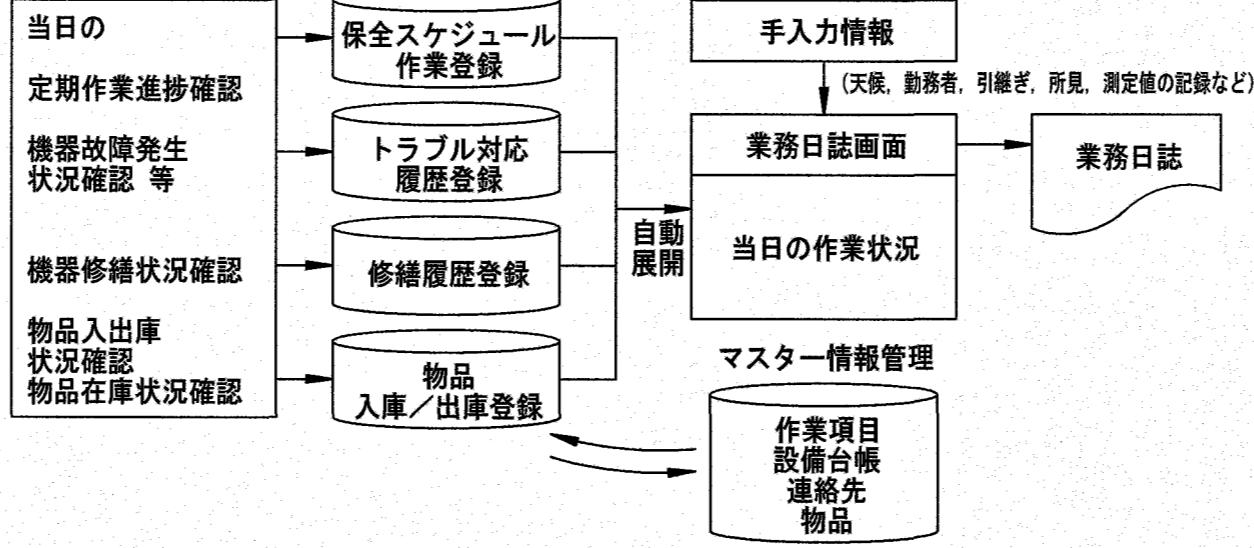 当日の
定期作業進捗確認
機器故障発生
状況確認 等
機器修繕状況確認
物品入出庫
状況確認
物品在庫状況確認
保全スケジュール
作業登録
トラブル対応
履歴登録
修繕履歴登録
物品
入庫/出庫登録
自動
展開
手入力情報
(天候, 勤務者, 引継ぎ, 所見, 測定値の記録など)
業務日誌画面
当日の作業状況
業務日誌
マスター情報管理
作業項目
設備台帳
連絡先
物品